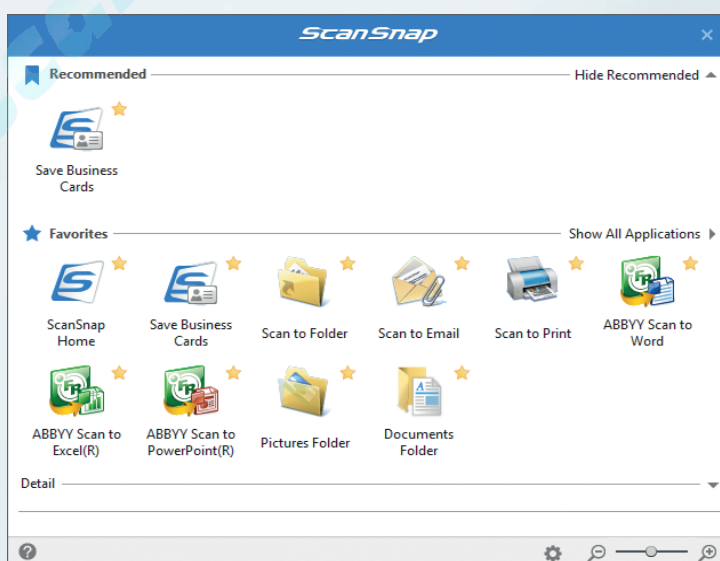 ScanSnap
Recommended
Hide Recommended
Save Business
Cards
Favorites
Show All Applications
ScanSnap
Home
Save Business
Cards
Scan to Folder
Scan to Email
Scan to Print
ABBYY Scan to
Word
ABBYY Scan to
Excel(R)
ABBYY Scan to
PowerPoint(R)
Pictures Folder
Documents
Folder
Detail